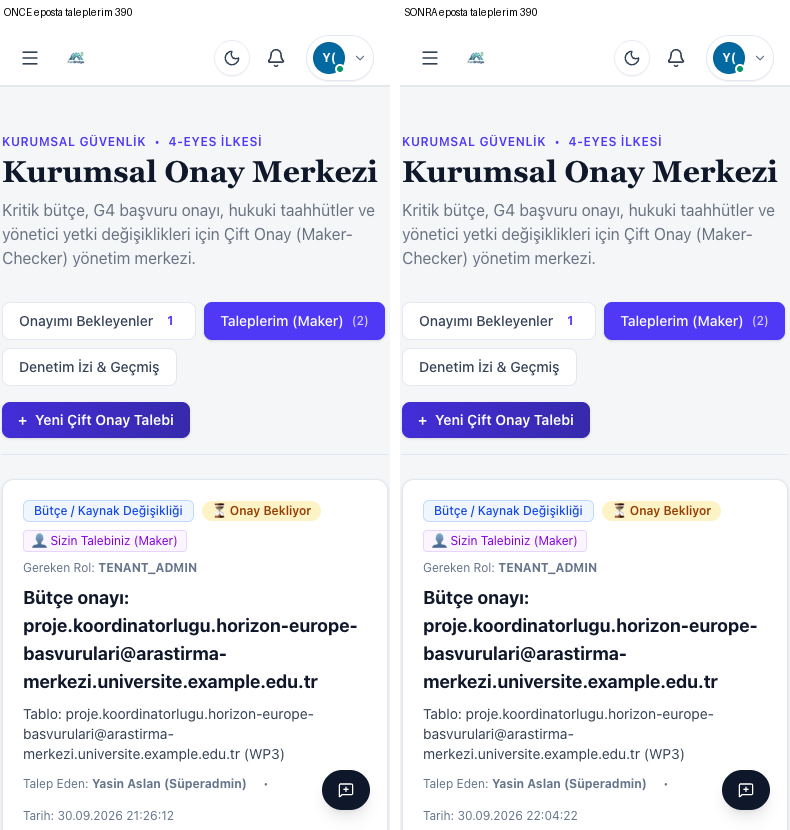 ONCE eposta taleplerim 390
Y(
KURUMSAL GÜVENLİK • 4-EYES İLKESİ
Kurumsal Onay Merkezi
Kritik bütçe, G4 başvuru onayı, hukuki taahhütler ve
yönetici yetki değişiklikleri için Çift Onay (Maker-
Checker) yönetim merkezi.
Onayımı Bekleyenler 1
Taleplerim (Maker) (2)
Denetim İzi & Geçmiş
+ Yeni Çift Onay Talebi
Bütçe / Kaynak Değişikliği
⏳ Onay Bekliyor
👤 Sizin Talebiniz (Maker)
Gereken Rol: TENANT_ADMIN
Bütçe onayı:
proje.koordinatorlugu.horizon-europe-
basvurulari@arastirma-
merkezi.universite.example.edu.tr
Tablo: proje.koordinatorlugu.horizon-europe-
basvurulari@arastirma-
merkezi.universite.example.edu.tr (WP3)
Talep Eden: Yasin Aslan (Süperadmin) •
Tarih: 30.09.2026 21:26:12
SONRA eposta taleplerim 390
Y(
KURUMSAL GÜVENLİK • 4-EYES İLKESİ
Kurumsal Onay Merkezi
Kritik bütçe, G4 başvuru onayı, hukuki taahhütler ve
yönetici yetki değişiklikleri için Çift Onay (Maker-
Checker) yönetim merkezi.
Onayımı Bekleyenler 1
Taleplerim (Maker) (2)
Denetim İzi & Geçmiş
+ Yeni Çift Onay Talebi
Bütçe / Kaynak Değişikliği
⏳ Onay Bekliyor
👤 Sizin Talebiniz (Maker)
Gereken Rol: TENANT_ADMIN
Bütçe onayı:
proje.koordinatorlugu.horizon-europe-
basvurulari@arastirma-
merkezi.universite.example.edu.tr
Tablo: proje.koordinatorlugu.horizon-europe-
basvurulari@arastirma-
merkezi.universite.example.edu.tr (WP3)
Talep Eden: Yasin Aslan (Süperadmin) •
Tarih: 30.09.2026 22:04:22